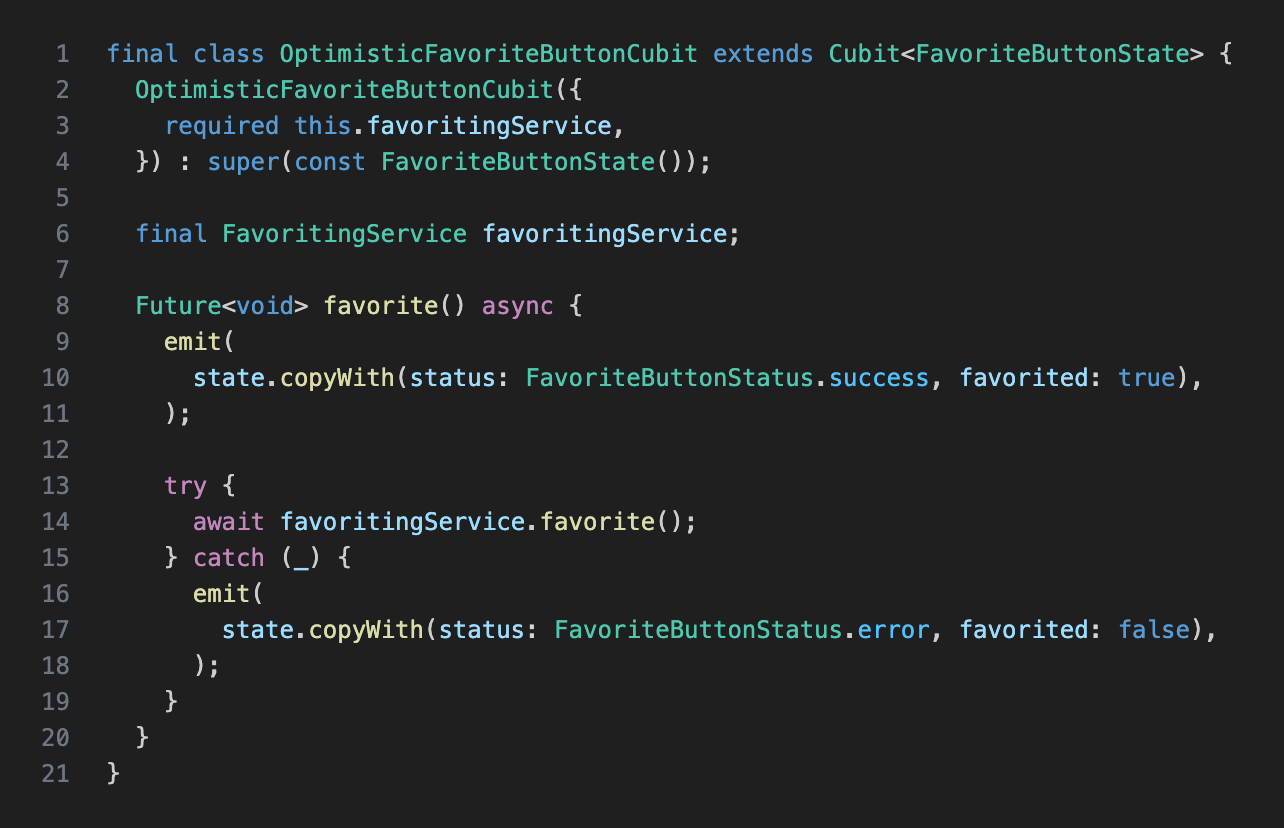 1 final class OptimisticFavoriteButtonCubit extends Cubit<FavoriteButtonState> {
2   OptimisticFavoriteButtonCubit({
3     required this.favoritingService,
4   }) : super(const FavoriteButtonState());
5
6   final FavoritingService favoritingService;
7
8   Future<void> favorite() async {
9     emit(
10       state.copyWith(status: FavoriteButtonStatus.success, favorited: true),
11     );
12
13     try {
14       await favoritingService.favorite();
15     } catch (_) {
16       emit(
17         state.copyWith(status: FavoriteButtonStatus.error, favorited: false),
18       );
19     }
20   }
21 }